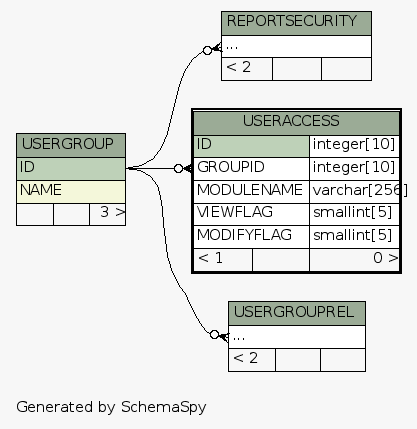 REPORTSECURITY
...
< 2
USERACCESS
ID integer[10]
GROUPID integer[10]
MODULENAME varchar[256]
VIEWFLAG smallint[5]
MODIFYFLAG smallint[5]
< 1 0 >
USERGROUP
ID
NAME
3 >
USERGROUPREL
...
< 2
Generated by SchemaSpy